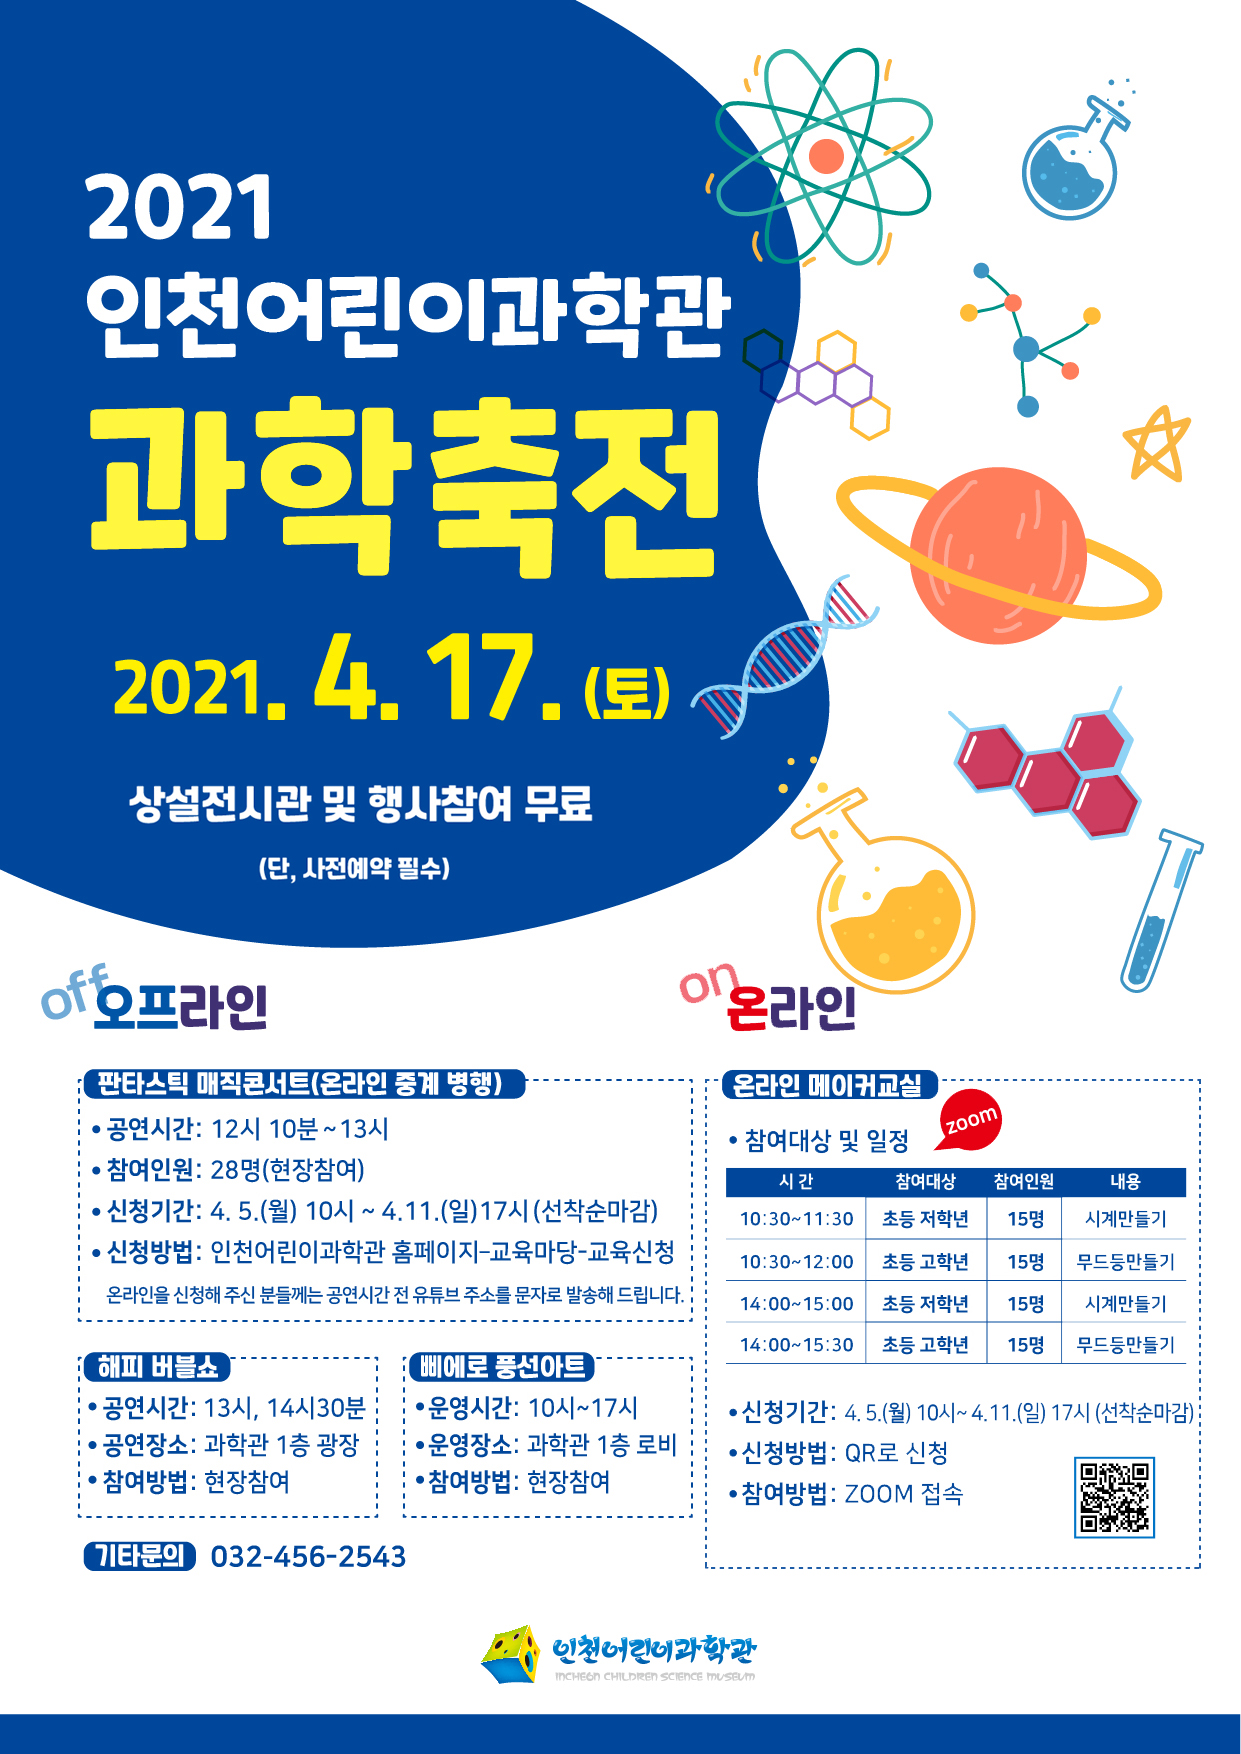 2021
인천어린이과학관
과학축전
2021. 4. 17. (토)
상설전시관 및 행사참여 무료
(단, 사전예약 필수)
off 오프라인
판타스틱 매직콘서트(온라인 중계 병행)
• 공연시간: 12시 10분~13시
• 참여인원: 28명(현장참여)
• 신청기간: 4. 5.(월) 10시 ~ 4.11.(일)17시(선착순마감)
• 신청방법: 인천어린이과학관 홈페이지-교육마당-교육신청
온라인을 신청해 주신 분들께는 공연시간 전 유튜브 주소를 문자로 발송해 드립니다.
해피 버블쇼
• 공연시간: 13시, 14시30분
• 공연장소: 과학관 1층 광장
• 참여방법: 현장참여
삐에로 풍선아트
• 운영시간: 10시~17시
• 운영장소: 과학관 1층 로비
• 참여방법: 현장참여
기타문의 032-456-2543
on 온라인
온라인 메이커교실
zoom
• 참여대상 및 일정
시 간 참여대상 참여인원 내용
10:30~11:30 초등 저학년 15명 시계만들기
10:30~12:00 초등 고학년 15명 무드등만들기
14:00~15:00 초등 저학년 15명 시계만들기
14:00~15:30 초등 고학년 15명 무드등만들기
• 신청기간: 4. 5.(월) 10시~ 4.11.(일) 17시 (선착순마감)
• 신청방법: QR로 신청
• 참여방법: ZOOM 접속
인천어린이과학관
INCHEON CHILDREN SCIENCE MUSEUM